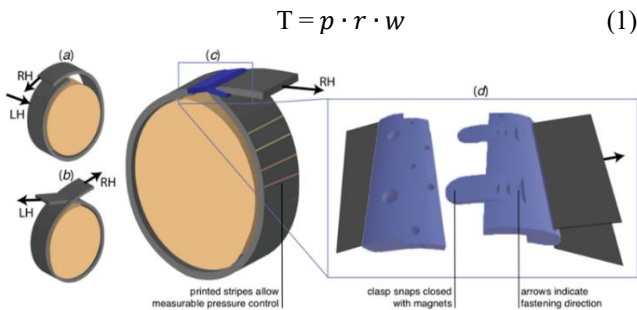 T = p · r · w (1)
(a)
RH
LH
(b)
RH
LH
(c)
RH
(d)
printed stripes allow
measurable pressure control
clasp snaps closed
with magnets
arrows indicate
fastening direction